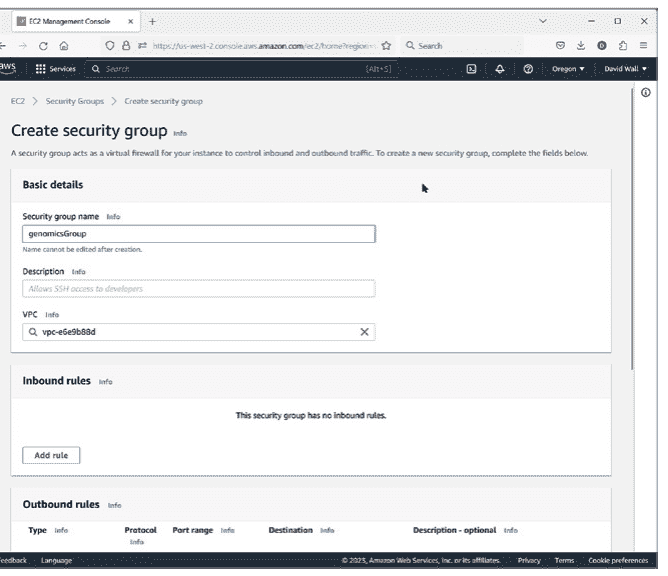 EC2 Management Console
https://us-west-2.console.aws.amazon.com/ec2/home?region=
Search
aws
Services
Search
[Alt+S]
Oregon
David Wall
EC2 > Security Groups > Create security group
Create security group Info
A security group acts as a virtual firewall for your instance to control inbound and outbound traffic. To create a new security group, complete the fields below.
Basic details
Security group name Info
genomicsGroup
Name cannot be edited after creation.
Description Info
Allows SSH access to developers
VPC Info
vpc-e6e9b88d
Inbound rules Info
This security group has no inbound rules.
Add rule
Outbound rules Info
Type Info Protocol Info Port range Info Destination Info Description - optional Info
Feedback Language © 2023, Amazon Web Services, Inc. or its affiliates. Privacy Terms Cookie preferences